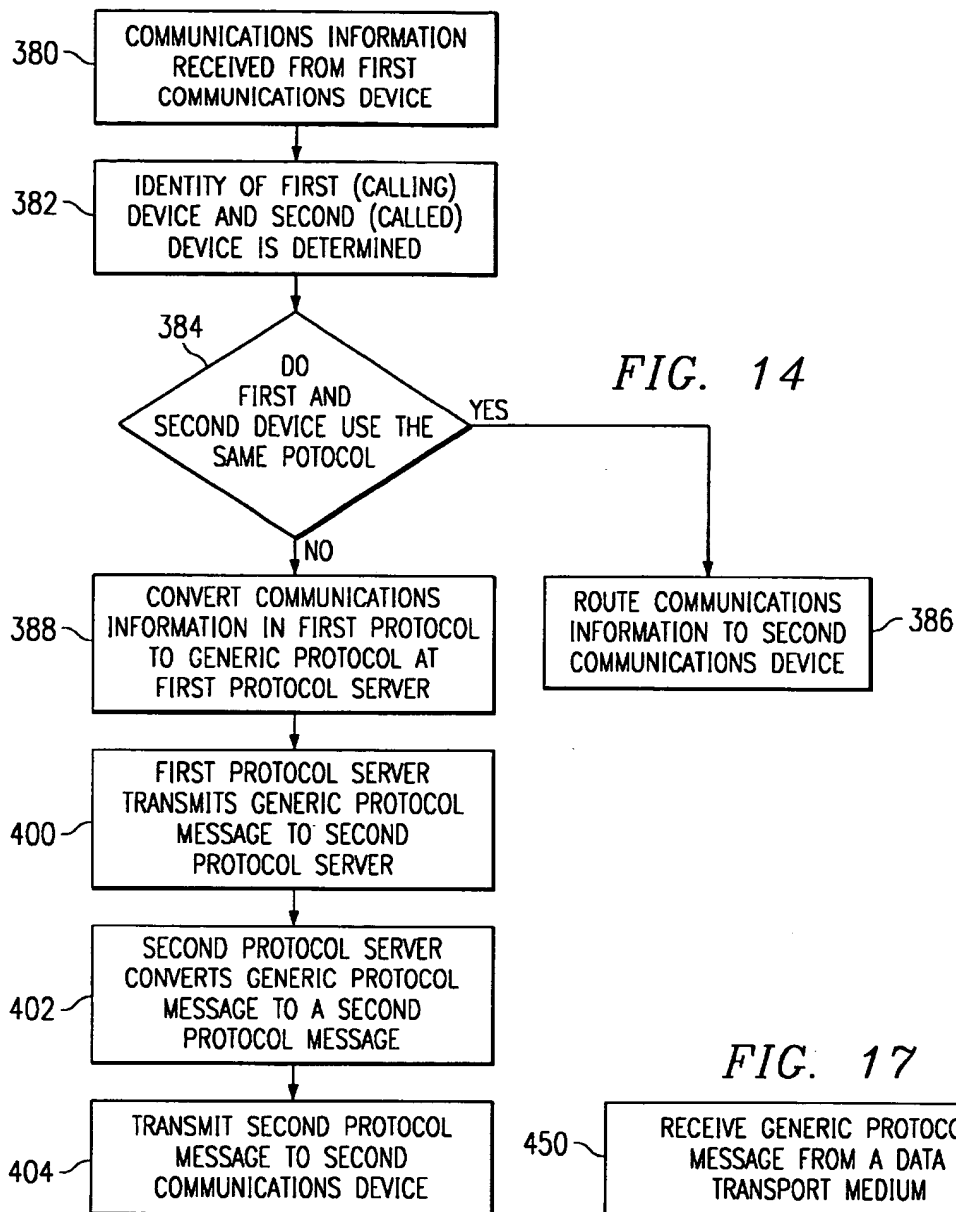 380
COMMUNICATIONS INFORMATION
RECEIVED FROM FIRST
COMMUNICATIONS DEVICE
382
IDENTITY OF FIRST (CALLING)
DEVICE AND SECOND (CALLED)
DEVICE IS DETERMINED
384
DO
FIRST AND
SECOND DEVICE USE THE
SAME POTOCOL
YES
FIG. 14
NO
388
CONVERT COMMUNICATIONS
INFORMATION IN FIRST PROTOCOL
TO GENERIC PROTOCOL AT
FIRST PROTOCOL SERVER
ROUTE COMMUNICATIONS
INFORMATION TO SECOND
COMMUNICATIONS DEVICE
386
400
FIRST PROTOCOL SERVER
TRANSMITS GENERIC PROTOCOL
MESSAGE TO SECOND
PROTOCOL SERVER
402
SECOND PROTOCOL SERVER
CONVERTS GENERIC PROTOCOL
MESSAGE TO A SECOND
PROTOCOL MESSAGE
404
TRANSMIT SECOND PROTOCOL
MESSAGE TO SECOND
COMMUNICATIONS DEVICE
FIG. 17
450
RECEIVE GENERIC PROTOCO
MESSAGE FROM A DATA
TRANSPORT MEDIUM